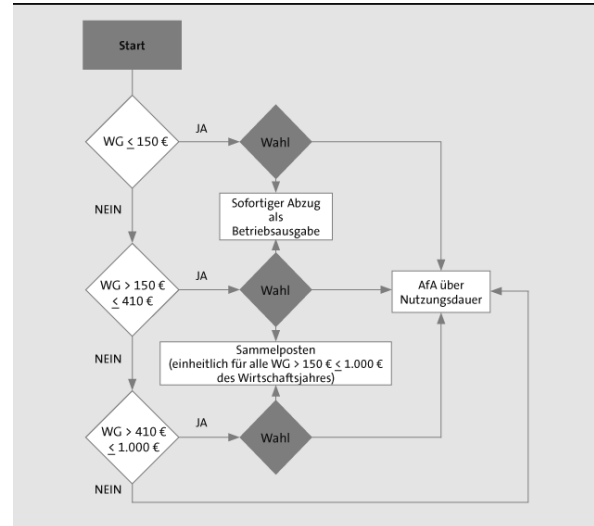 Start
WG ≤ 150 €
JA
Wahl
NEIN
Sofortiger Abzug
als
Betriebsausgabe
WG > 150 €
≤ 410 €
JA
Wahl
AfA über
Nutzungsdauer
NEIN
Sammelposten
(einheitlich für alle WG > 150 € ≤ 1.000 €
des Wirtschaftsjahres)
WG > 410 €
≤ 1.000 €
JA
Wahl
NEIN